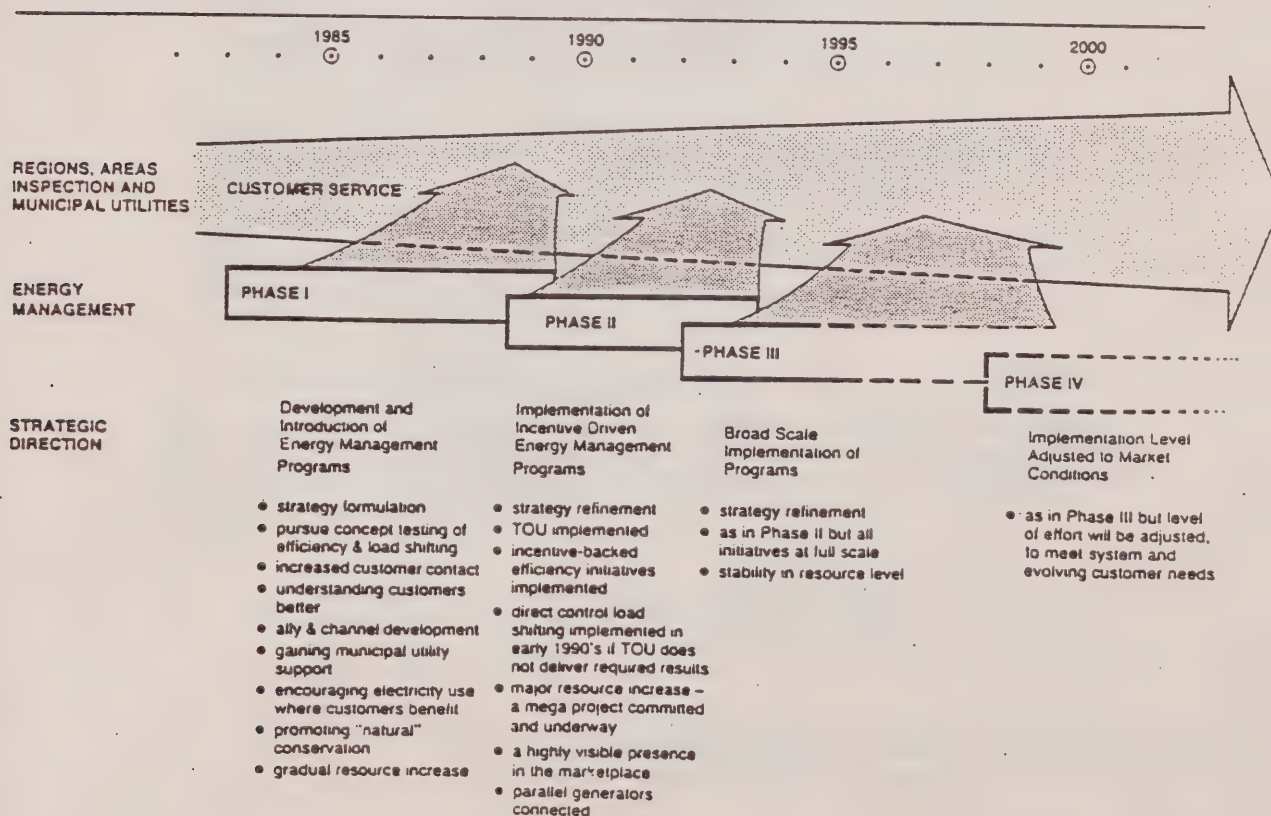 1985 1990 1995 2000
REGIONS, AREAS
INSPECTION AND
MUNICIPAL UTILITIES
CUSTOMER SERVICE
ENERGY
MANAGEMENT
PHASE I
PHASE II
-PHASE III
PHASE IV
STRATEGIC
DIRECTION
Development and
Introduction of
Energy Management
Programs
• strategy formulation
• pursue concept testing of
efficiency & load shifting
• increased customer contact
• understanding customers
better
• ally & channel development
• gaining municipal utility
support
• encouraging electricity use
where customers benefit
• promoting "natural"
conservation
• gradual resource increase
Implementation of
Incentive Driven
Energy Management
Programs
• strategy refinement
• TOU implemented
• incentive-backed
efficiency initiatives
implemented
• direct control load
shifting implemented in
early 1990's if TOU does
not deliver required results
• major resource increase –
a mega project committed
and underway
• a highly visible presence
in the marketplace
• parallel generators
connected
Broad Scale
Implementation of
Programs
• strategy refinement
• as in Phase II but all
initiatives at full scale
• stability in resource level
Implementation Level
Adjusted to Market
Conditions
• as in Phase III but level
of effort will be adjusted,
to meet system and
evolving customer needs